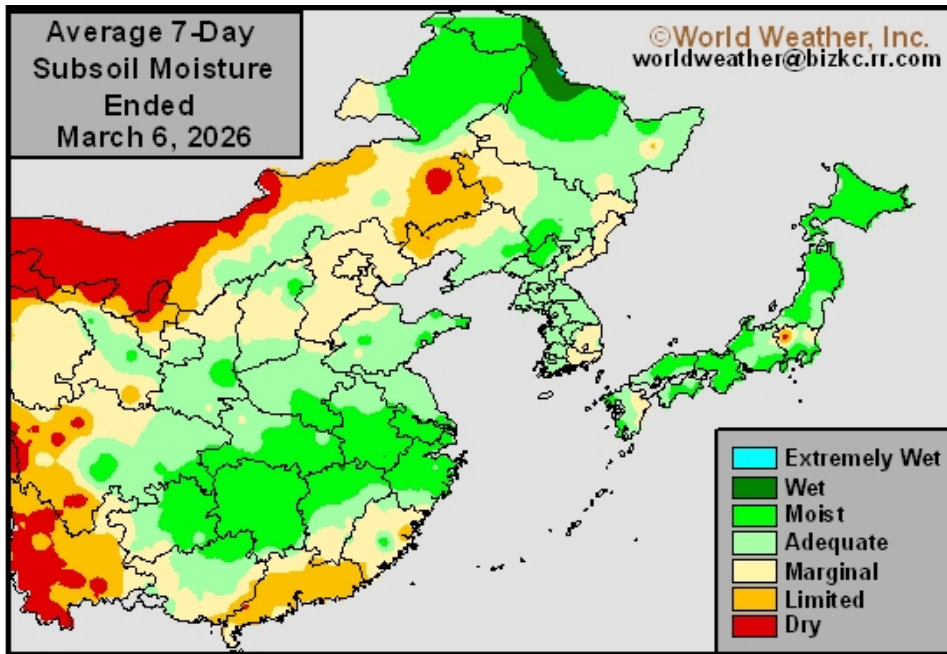 Average 7-Day
Subsoil Moisture
Ended
March 6, 2026
©World Weather, Inc.
worldweather@bizkc.rr.com
Extremely Wet
Wet
Moist
Adequate
Marginal
Limited
Dry